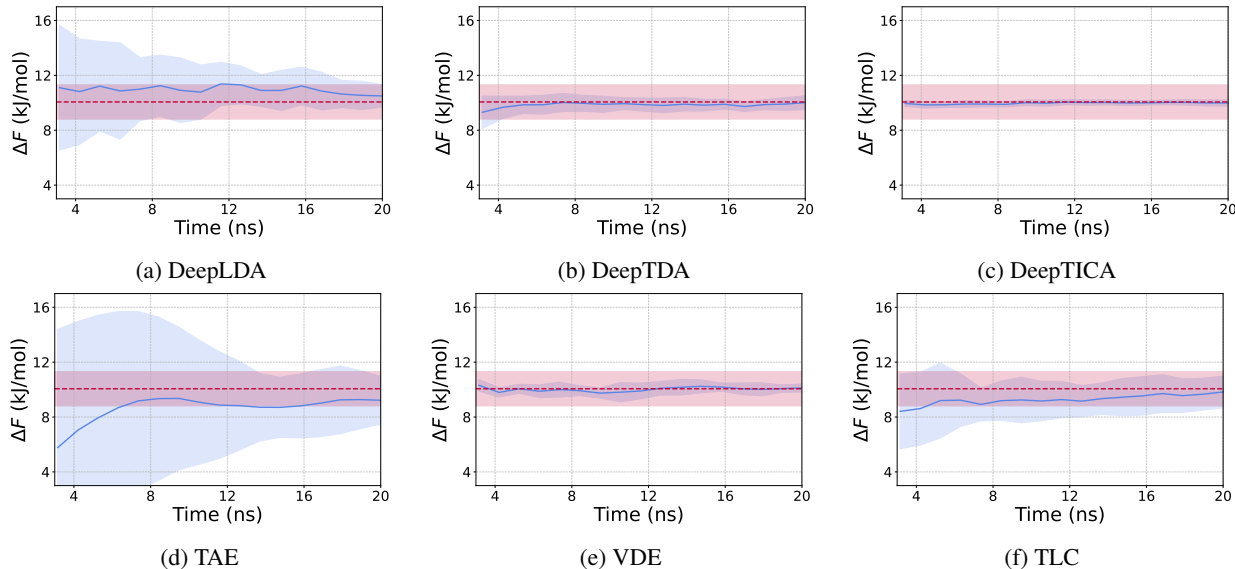 16
12
8
4
ΔF (kJ/mol)
4 8 12 16 20
Time (ns)
(a) DeepLDA
16
12
8
4
ΔF (kJ/mol)
4 8 12 16 20
Time (ns)
(b) DeepTDA
16
12
8
4
ΔF (kJ/mol)
4 8 12 16 20
Time (ns)
(c) DeepTICA
16
12
8
4
ΔF (kJ/mol)
4 8 12 16 20
Time (ns)
(d) TAE
16
12
8
4
ΔF (kJ/mol)
4 8 12 16 20
Time (ns)
(e) VDE
16
12
8
4
ΔF (kJ/mol)
4 8 12 16 20
Time (ns)
(f) TLC